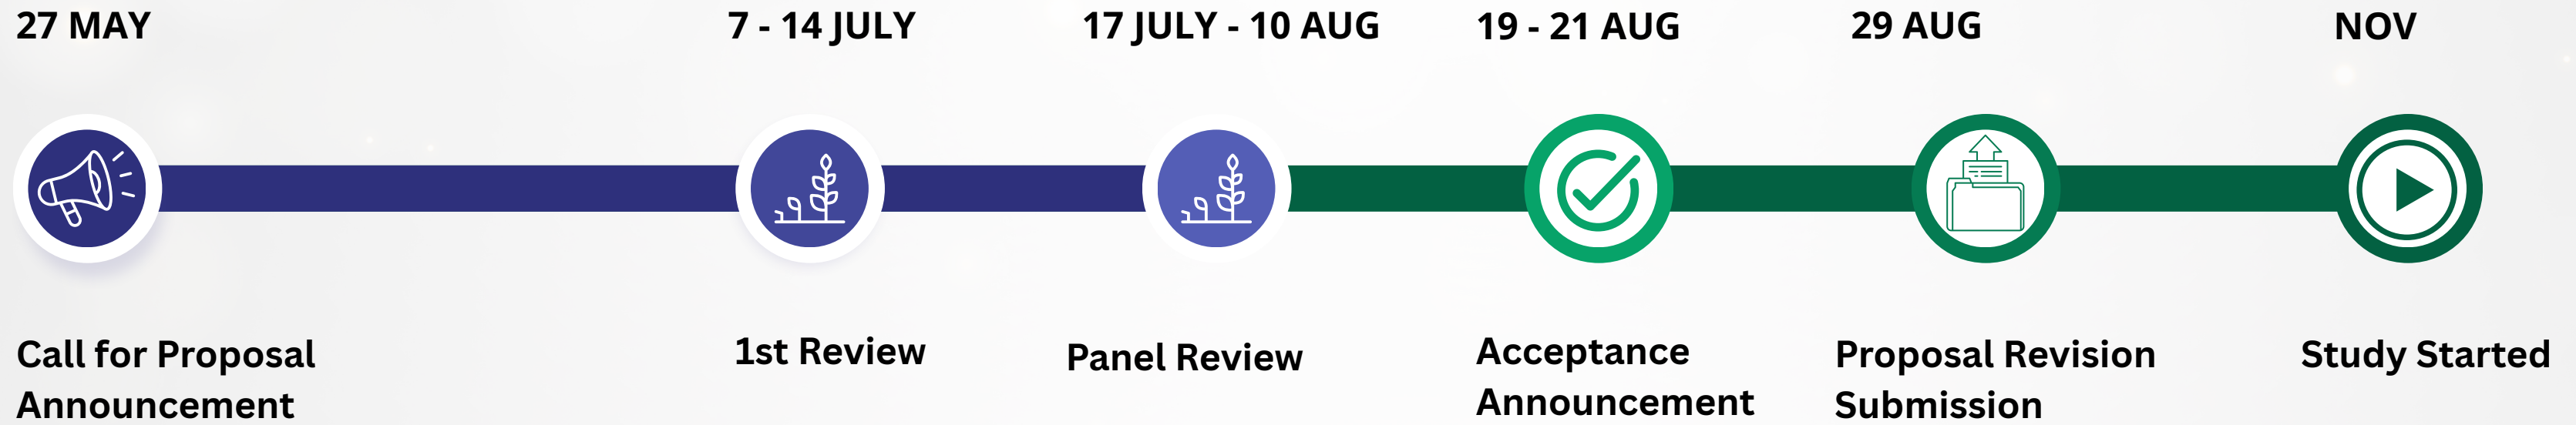 27 MAY
7 - 14 JULY
17 JULY - 10 AUG
19 - 21 AUG
29 AUG
NOV
Call for Proposal
Announcement
1st Review
Panel Review
Acceptance
Announcement
Proposal Revision
Submission
Study Started